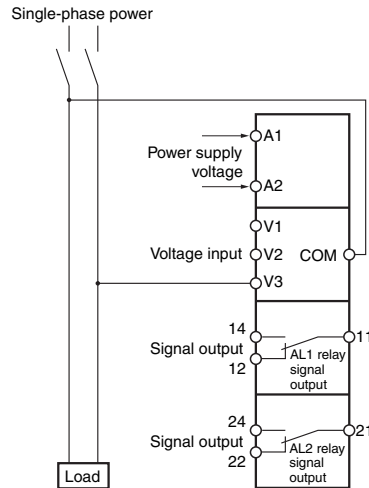 Single-phase power
A1
Power supply
voltage
A2
V1
Voltage input
V2
COM
V3
14
11
Signal output
AL1 relay
signal
output
12
24
21
Signal output
AL2 relay
signal
output
22
Load